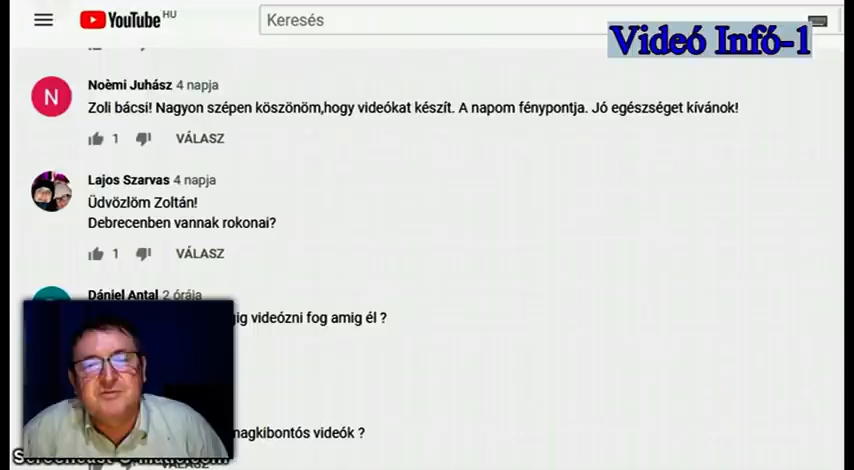 YouTube HU
Keresés
Videó Infó-1
N
Noèmi Juhász 4 napja
Zoli bácsi! Nagyon szépen köszönöm,hogy videókat készít. A napom fénypontja. Jó egészséget kívánok!
1 VÁLASZ
Lajos Szarvas 4 napja
Üdvözlöm Zoltán!
Debrecenben vannak rokonai?
1 VÁLASZ
Dániel Antal 2 órája
videózni fog amig él ?
magkibontós videók ?
VÁLASZ